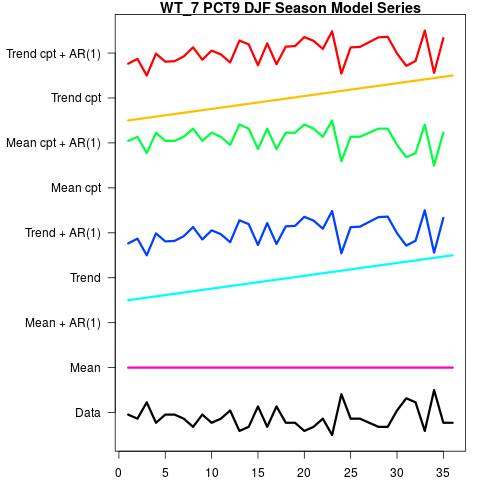 WT_7 PCT9 DJF Season Model Series
Trend cpt + AR(1)
Trend cpt
Mean cpt + AR(1)
Mean cpt
Trend + AR(1)
Trend
Mean + AR(1)
Mean
Data
0 5 10 15 20 25 30 35